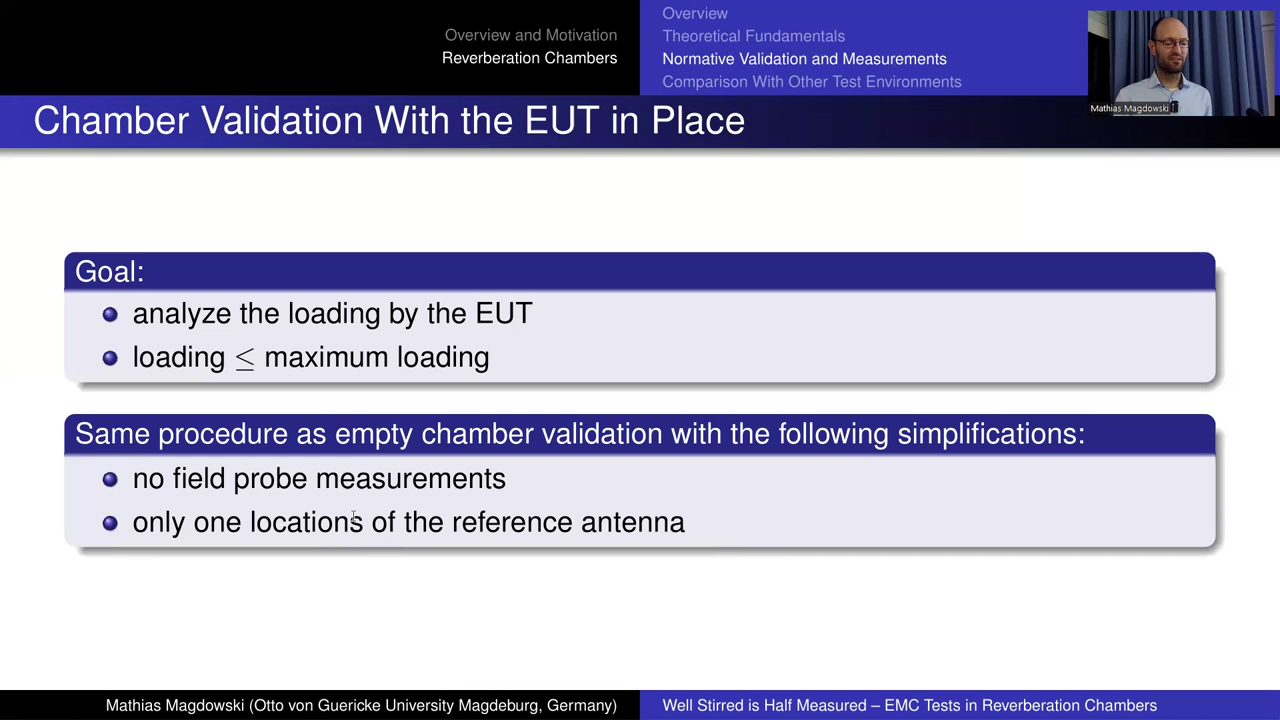 Overview and Motivation
Reverberation Chambers
Overview
Theoretical Fundamentals
Normative Validation and Measurements
Comparison With Other Test Environments
Mathias Magdowski
Chamber Validation With the EUT in Place
Goal:
analyze the loading by the EUT
loading ≤ maximum loading
Same procedure as empty chamber validation with the following simplifications:
no field probe measurements
only one locations of the reference antenna
Mathias Magdowski (Otto von Guericke University Magdeburg, Germany)
Well Stirred is Half Measured – EMC Tests in Reverberation Chambers